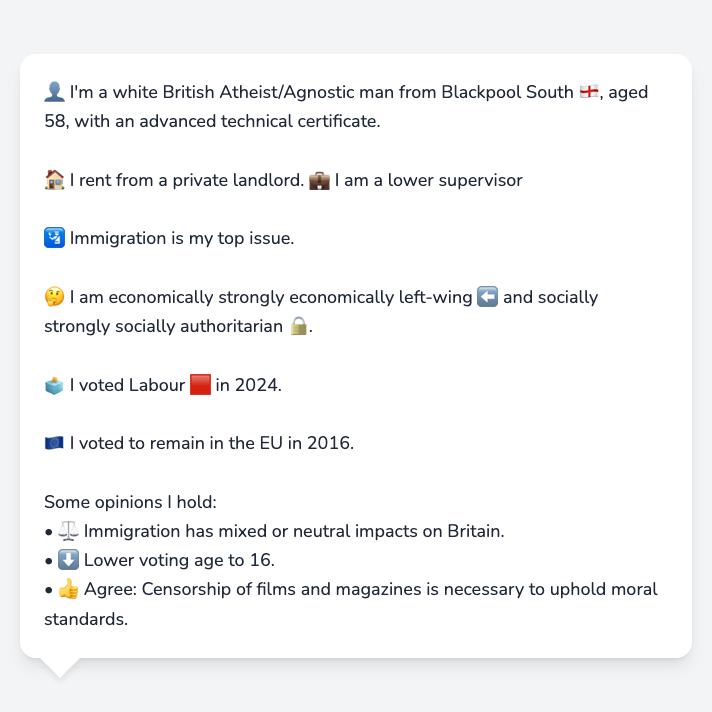 👤 I'm a white British Atheist/Agnostic man from Blackpool South 🏴󠁧󠁢󠁥󠁮󠁧󠁿, aged
58, with an advanced technical certificate.
🏠 I rent from a private landlord. 💼 I am a lower supervisor
🛂 Immigration is my top issue.
🤔 I am economically strongly economically left-wing ⬅️ and socially
strongly socially authoritarian 🔒.
🗳️ I voted Labour 🟥 in 2024.
🇪🇺 I voted to remain in the EU in 2016.
Some opinions I hold:
• ⚖️ Immigration has mixed or neutral impacts on Britain.
• ⬇️ Lower voting age to 16.
• 👍 Agree: Censorship of films and magazines is necessary to uphold moral
standards.